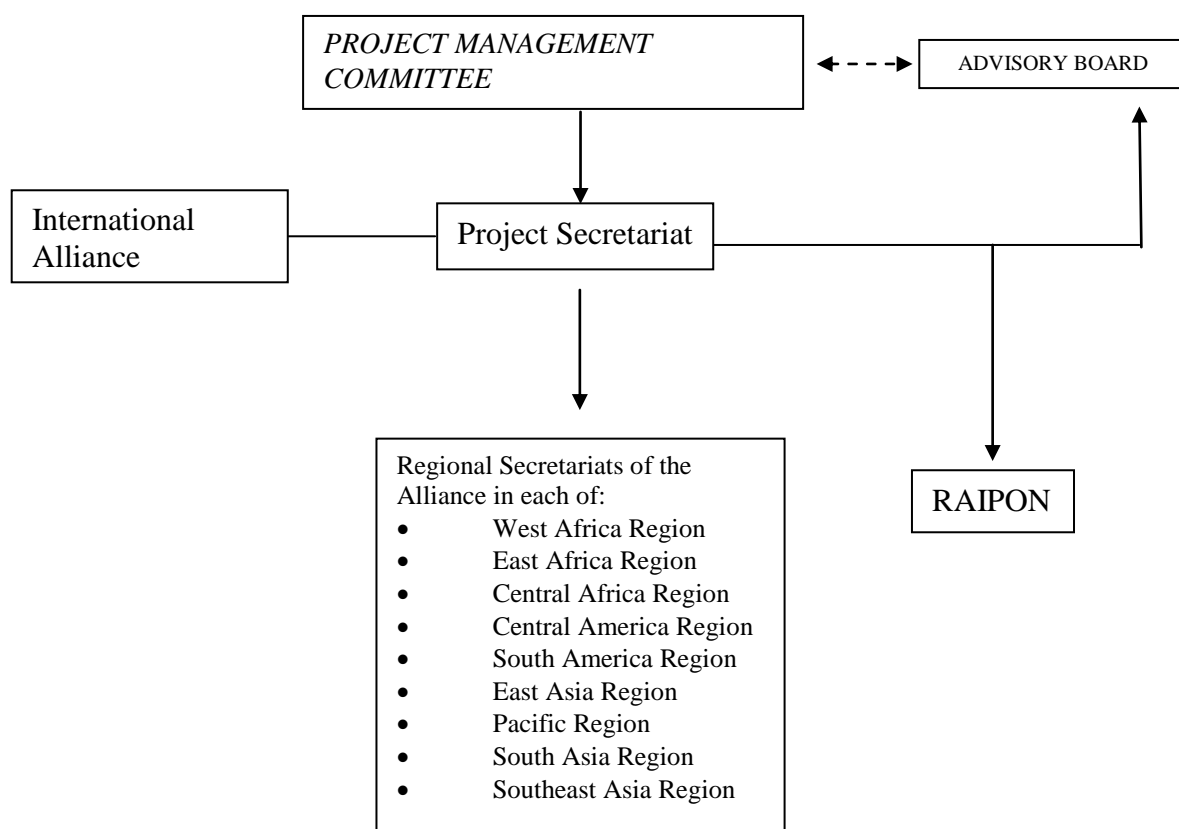 PROJECT MANAGEMENT
COMMITTEE
ADVISORY BOARD
International
Alliance
Project Secretariat
Regional Secretariats of the
Alliance in each of:
• West Africa Region
• East Africa Region
• Central Africa Region
• Central America Region
• South America Region
• East Asia Region
• Pacific Region
• South Asia Region
• Southeast Asia Region
RAIPON